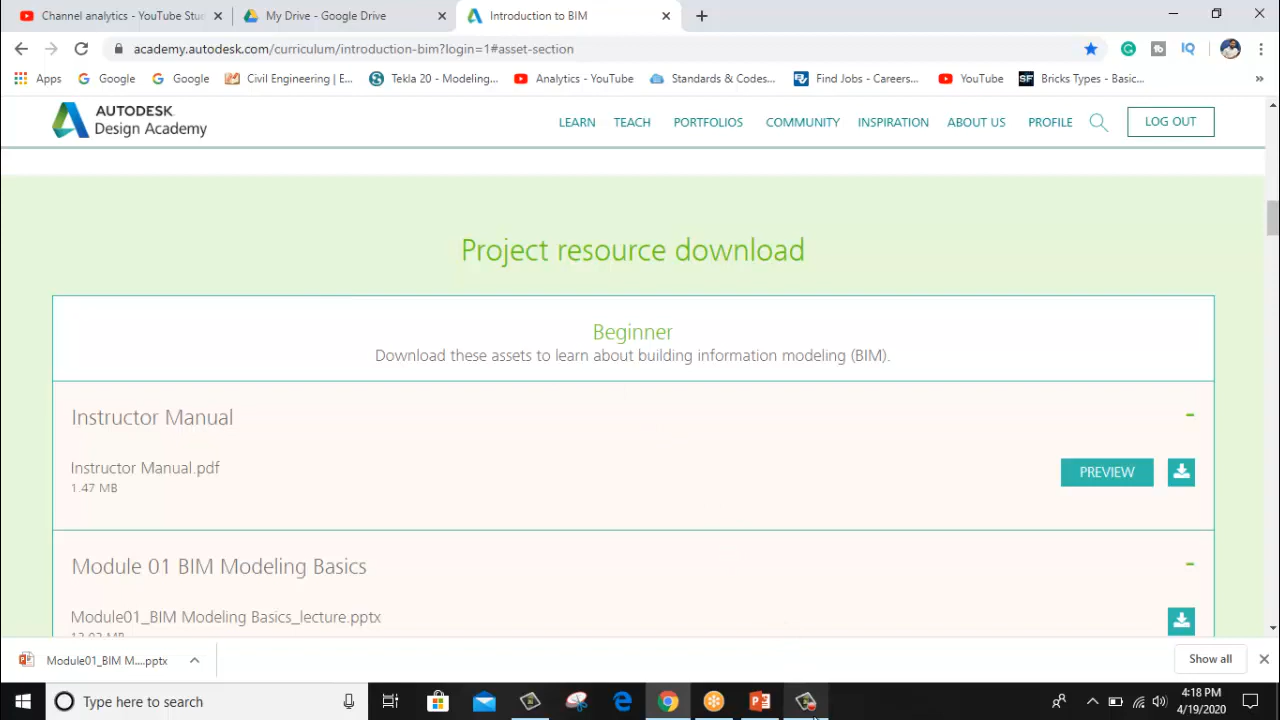 Channel analytics - YouTube Stud
My Drive - Google Drive
Introduction to BIM
academy.autodesk.com/curriculum/introduction-bim?login=1#asset-section
Apps
Google
Google
Civil Engineering | E...
Tekla 20 - Modeling...
Analytics - YouTube
Standards & Codes...
Find Jobs - Careers...
YouTube
SF
Bricks Types - Basic...
AUTODESK
Design Academy
LEARN
TEACH
PORTFOLIOS
COMMUNITY
INSPIRATION
ABOUT US
PROFILE
LOG OUT
Project resource download
Beginner
Download these assets to learn about building information modeling (BIM).
Instructor Manual
Instructor Manual.pdf
1.47 MB
PREVIEW
Module 01 BIM Modeling Basics
Module01_BIM Modeling Basics_lecture.pptx
Module01_BIM M....pptx
Show all
Type here to search
4:18 PM
4/19/2020